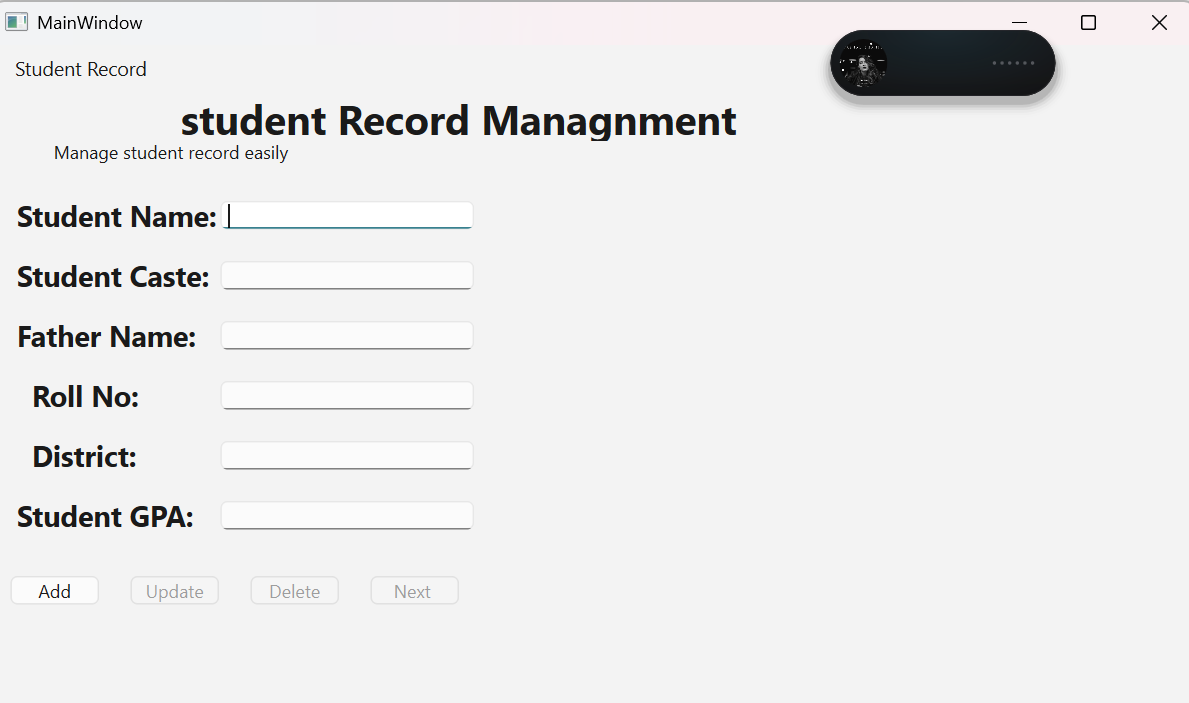 MainWindow
Student Record
student Record Managnment
Manage student record easily
Student Name:
Student Caste:
Father Name:
Roll No:
District:
Student GPA:
Add Update Delete Next